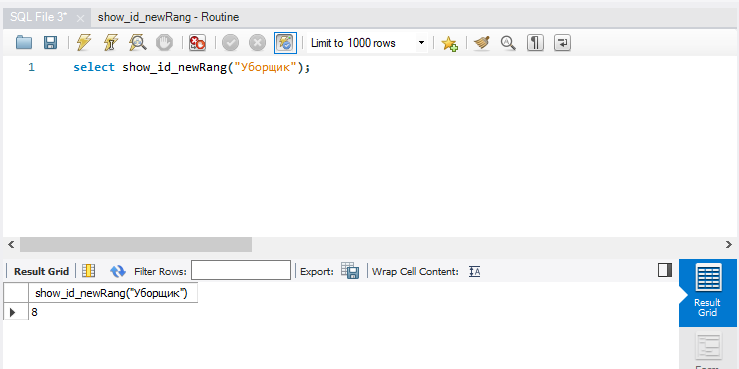 SQL File 3* × show_id_newRang - Routine
Limit to 1000 rows
1 select show_id_newRang("Уборщик");
Result Grid Filter Rows: Export: Wrap Cell Content: IA
show_id_newRang("Уборщик")
8
Result
Grid